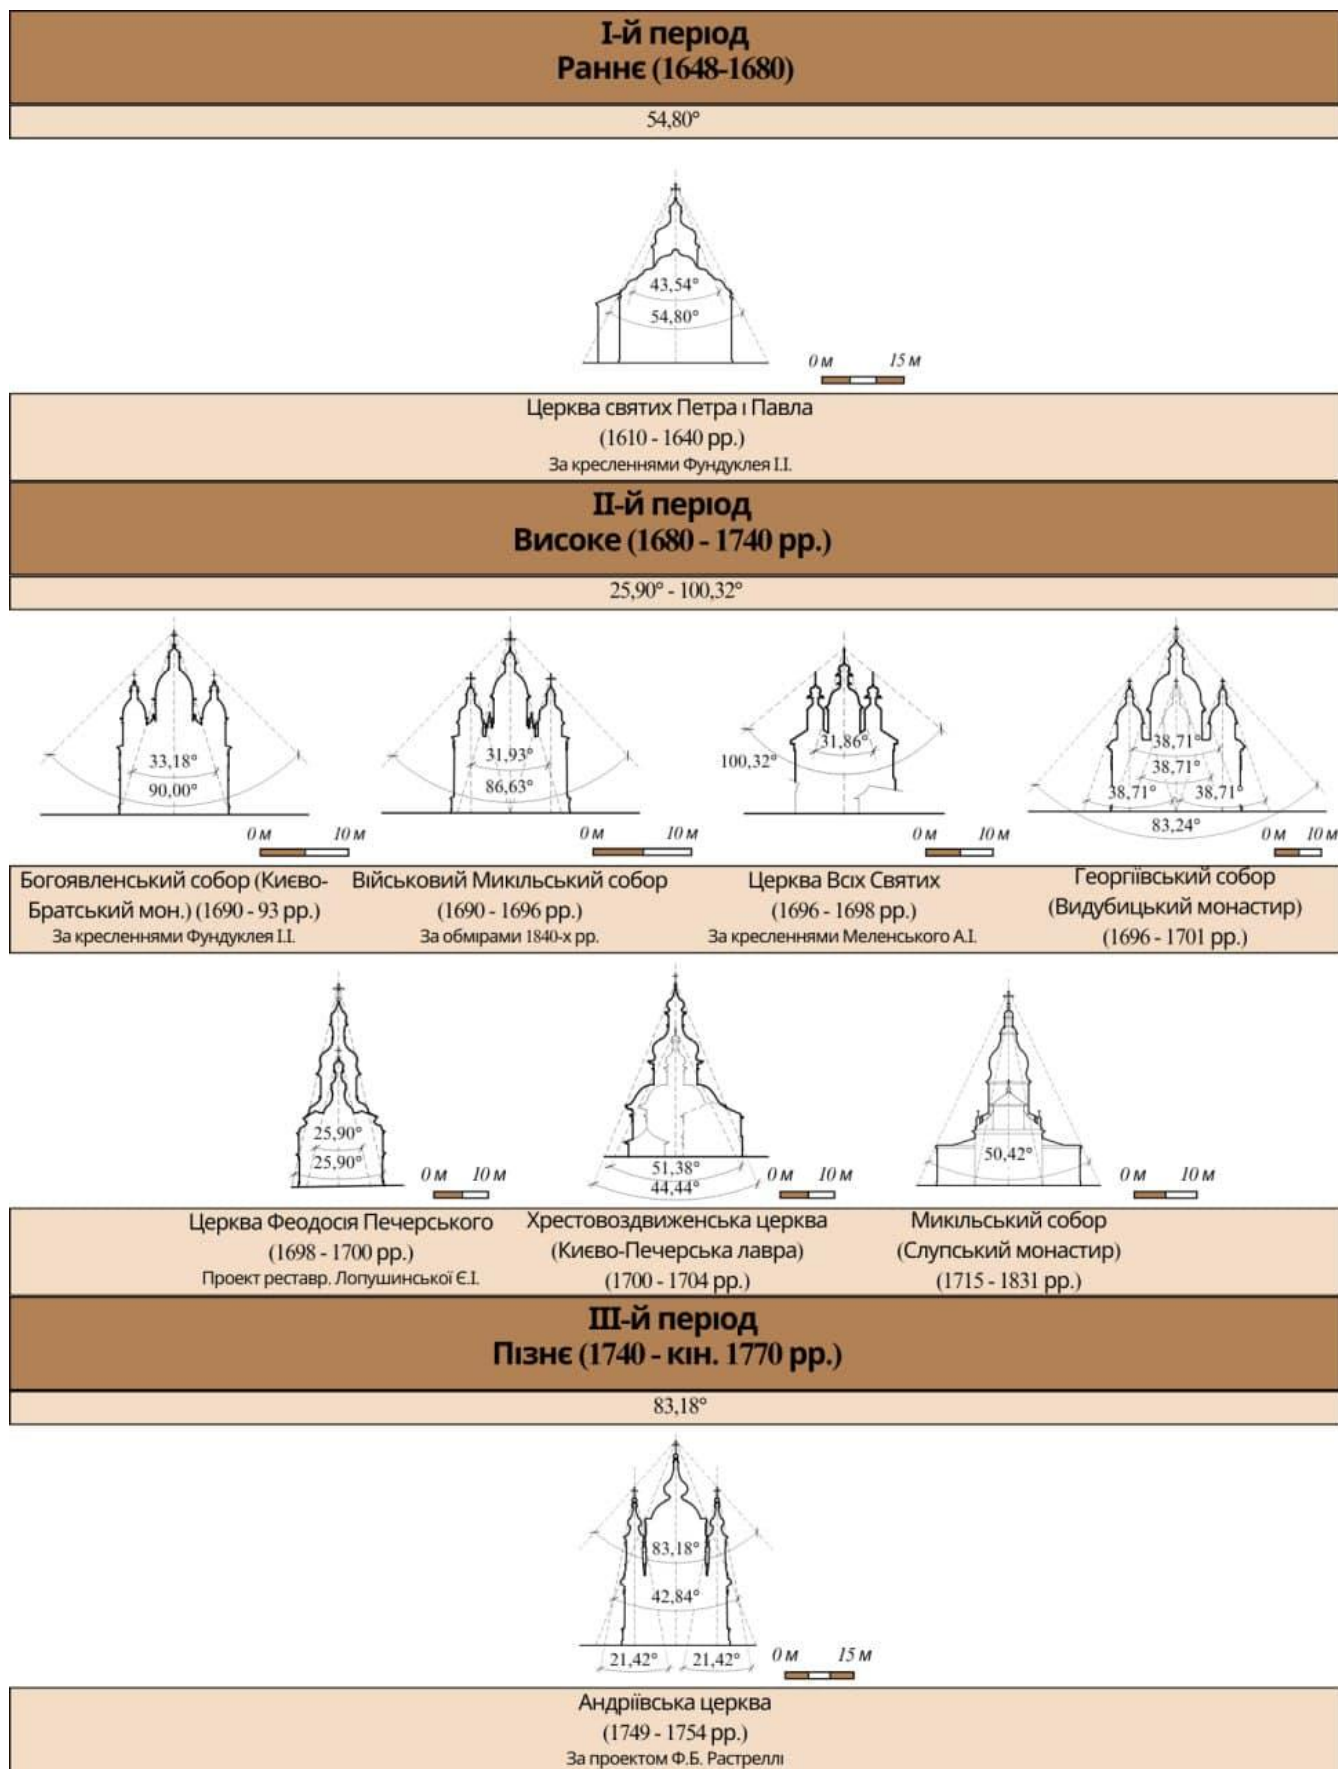 I-й період
Раннє (1648-1680)
54,80°
43,54°
54,80°
0 м 15 м
Церква святих Петра і Павла
(1610 - 1640 рр.)
За кресленнями Фундуклея І.І.
II-й період
Високе (1680 - 1740 рр.)
25,90° - 100,32°
33,18°
90,00°
0 м 10 м
31,93°
86,63°
0 м 10 м
31,86°
100,32°
0 м 10 м
38,71°
38,71°
38,71° 38,71°
83,24°
0 м 10 м
Богоявленський собор (Києво-
Братський мон.) (1690 - 93 рр.)
За кресленнями Фундуклея І.І.
Військовий Микільський собор
(1690 - 1696 рр.)
За обмірами 1840-х рр.
Церква Всіх Святих
(1696 - 1698 рр.)
За кресленнями Меленського А.І.
Георгіївський собор
(Видубицький монастир)
(1696 - 1701 рр.)
25,90°
25,90°
0 м 10 м
51,38°
44,44°
0 м 10 м
50,42°
0 м 10 м
Церква Феодосія Печерського
(1698 - 1700 рр.)
Проект реставр. Лопушинської Є.І.
Хрестовоздвиженська церква
(Києво-Печерська лавра)
(1700 - 1704 рр.)
Микільський собор
(Слупський монастир)
(1715 - 1831 рр.)
III-й період
Пізнє (1740 - кін. 1770 рр.)
83,18°
83,18°
42,84°
21,42° 21,42°
0 м 15 м
Андріївська церква
(1749 - 1754 рр.)
За проектом Ф.Б. Растреллі